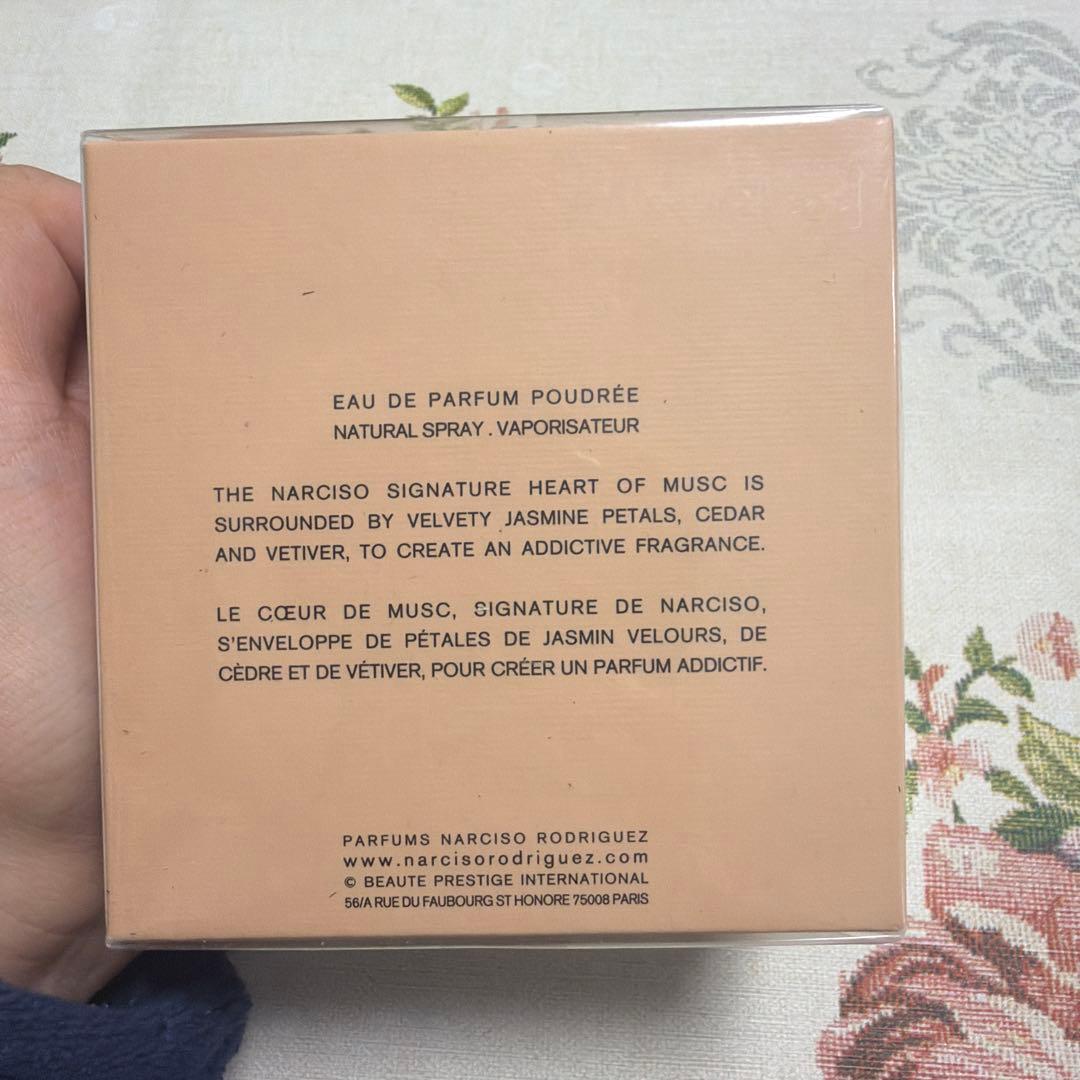 EAU DE PARFUM POUDRÉE
NATURAL SPRAY . VAPORISATEUR
THE NARCISO SIGNATURE HEART OF MUSC IS
SURROUNDED BY VELVETY JASMINE PETALS, CEDAR
AND VETIVER, TO CREATE AN ADDICTIVE FRAGRANCE.
LE CŒUR DE MUSC, SIGNATURE DE NARCISO,
S'ENVELOPPE DE PÉTALES DE JASMIN VELOURS, DE
CÈDRE ET DE VÉTIVER, POUR CRÉER UN PARFUM ADDICTIF.
PARFUMS NARCISO RODRIGUEZ
www.narcisorodriguez.com
© BEAUTE PRESTIGE INTERNATIONAL
56/A RUE DU FAUBOURG ST HONORE 75008 PARIS